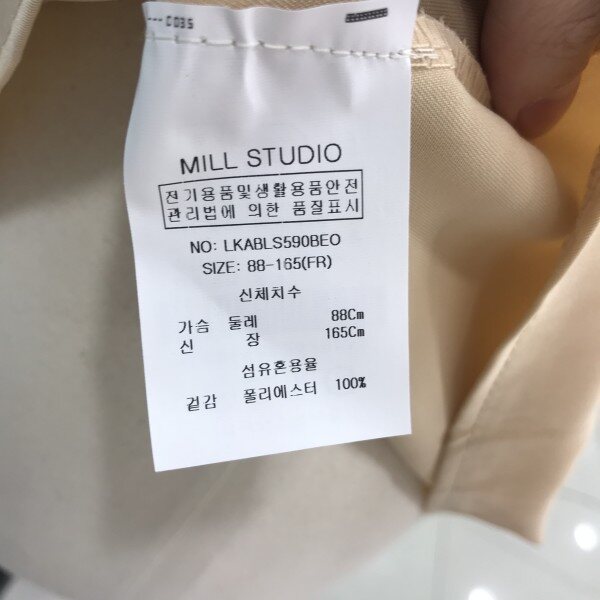 --- C03S
MILL STUDIO
전기용품및생활용품안전
관리법에 의한 품질표시
NO: LKABLS590BEO
SIZE: 88-165(FR)
신체치수
가슴 둘레 88Cm
신 장 165Cm
섬유혼용율
겉감 폴리에스터 100%